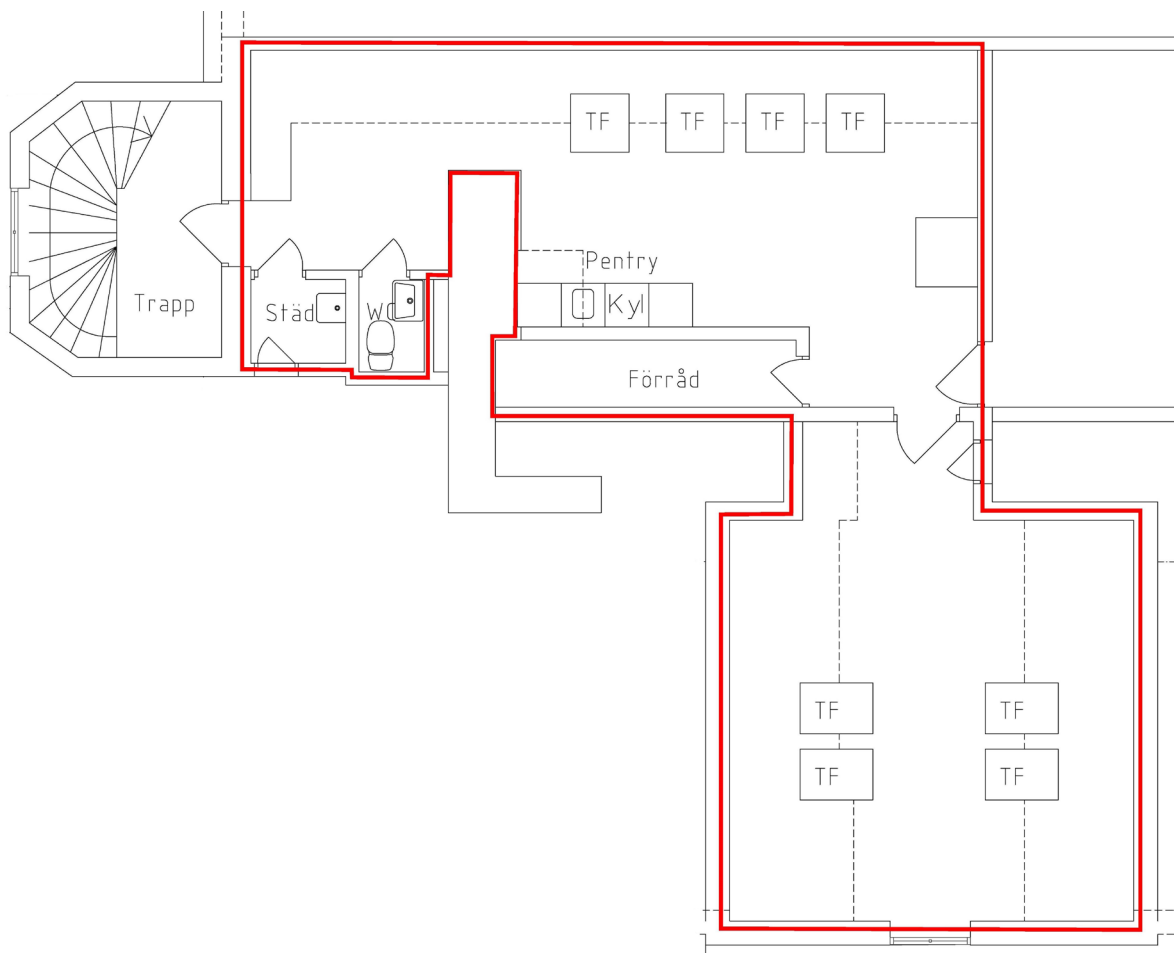 TF TF TF TF
Pentry
Trapp
Städ
WC
Kyl
Förråd
TF TF
TF TF